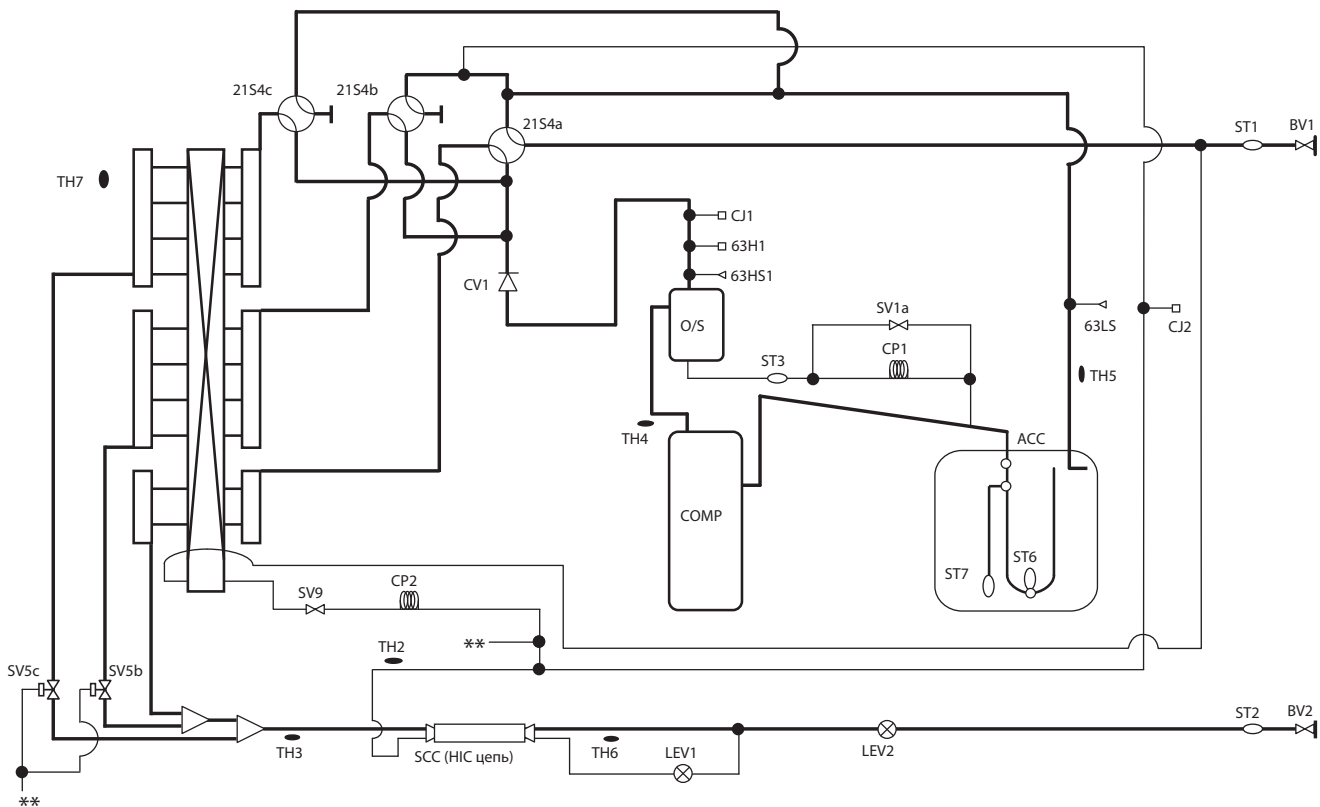 21S4c
21S4b
21S4a
ST1
BV1
TH7
CJ1
63H1
63HS1
CV1
O/S
SV1a
ST3
CP1
63LS
CJ2
TH5
TH4
ACC
COMP
ST6
ST7
SV9
CP2
**
TH2
SV5c
SV5b
TH3
SCC (HIC цепь)
TH6
LEV1
LEV2
ST2
BV2
**